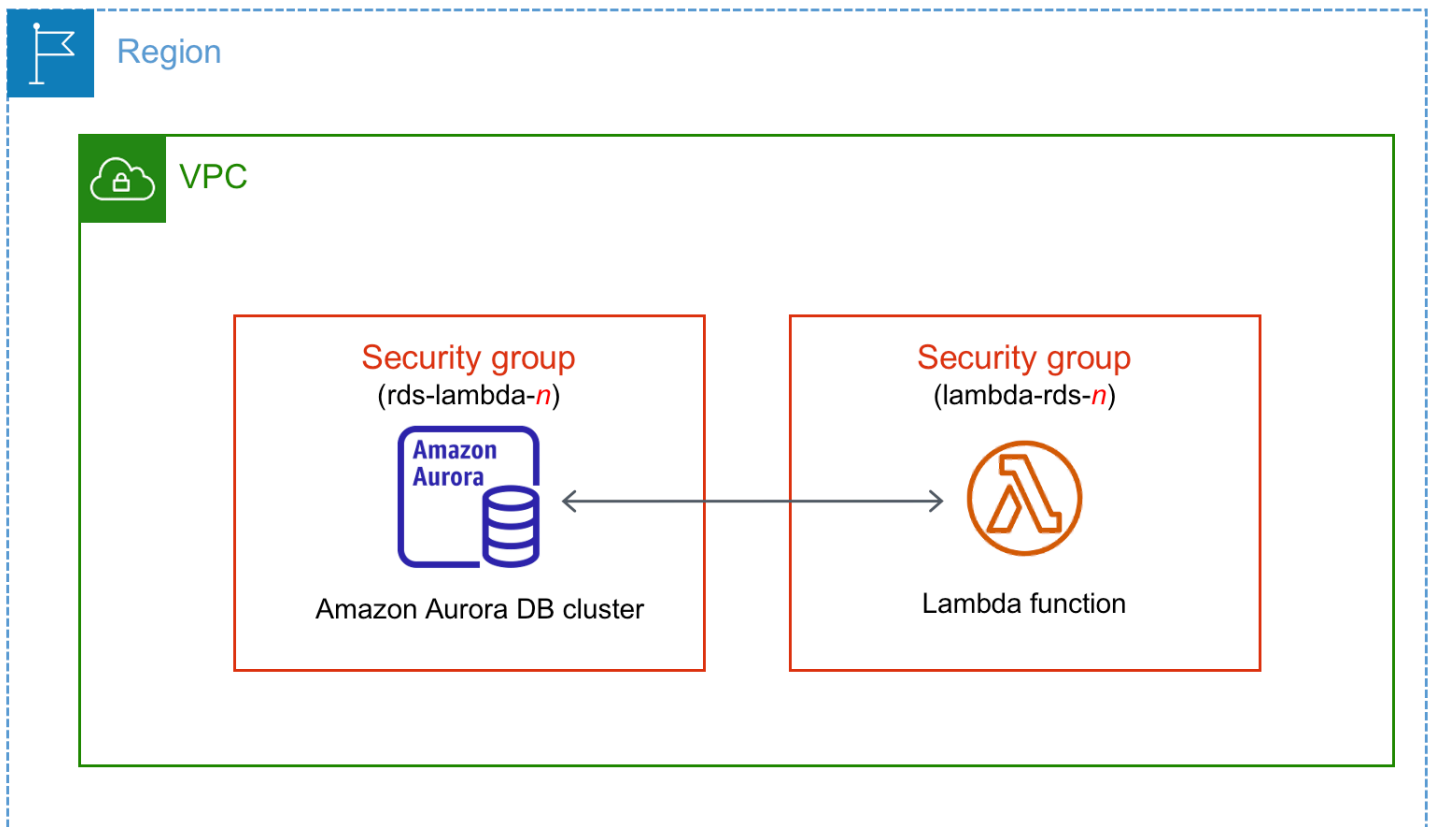 Region
VPC
Security group
(rds-lambda-n)
Amazon
Aurora
Amazon Aurora DB cluster
Security group
(lambda-rds-n)
Lambda function